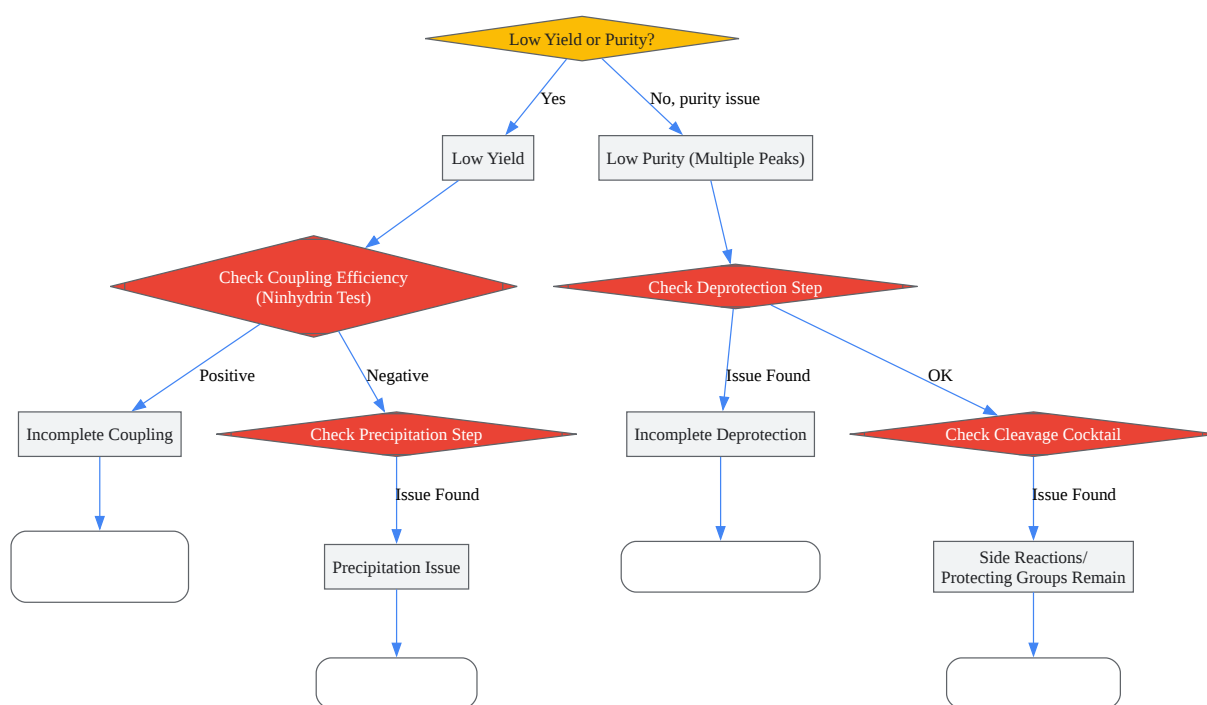 Low Yield or Purity?
Yes
No, purity issue
Low Yield
Low Purity (Multiple Peaks)
Check Coupling Efficiency
(Ninhydrin Test)
Check Deprotection Step
Positive
Negative
Issue Found
OK
Incomplete Coupling
Check Precipitation Step
Incomplete Deprotection
Check Cleavage Cocktail
Issue Found
Issue Found
Precipitation Issue
Side Reactions/
Protecting Groups Remain